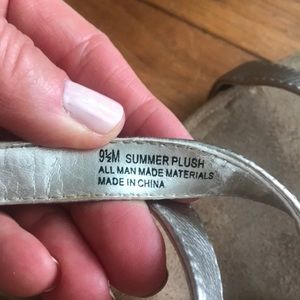 9½M SUMMER PLUSH
ALL MAN MADE MATERIALS
MADE IN CHINA